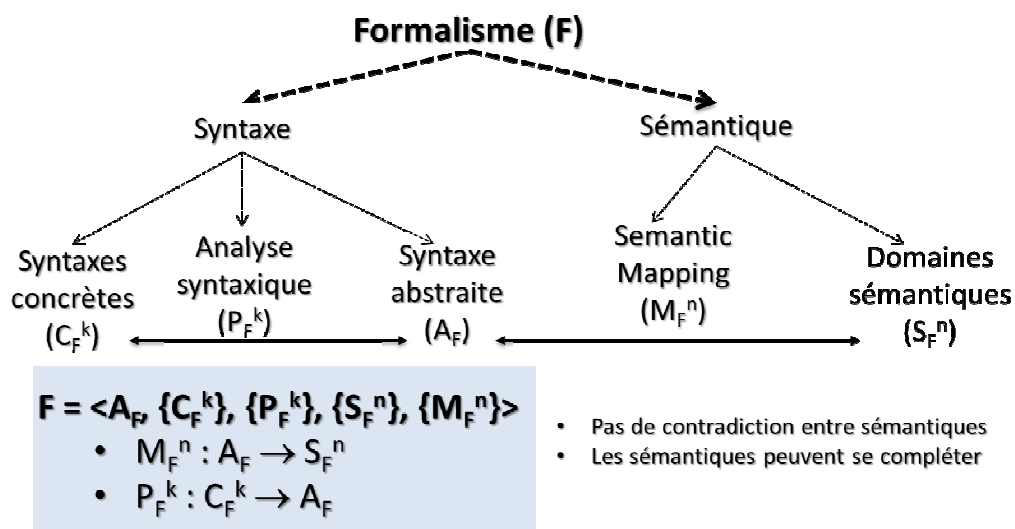 Formalisme (F)
Syntaxe
Sémantique
Syntaxes
concrètes
(C_F^k)
Analyse
syntaxique
(P_F^k)
Syntaxe
abstraite
(A_F)
Semantic
Mapping
(M_F^n)
Domaines
sémantiques
(S_F^n)
F = <A_F, {C_F^k}, {P_F^k}, {S_F^n}, {M_F^n}>
• M_F^n : A_F → S_F^n
• P_F^k : C_F^k → A_F
• Pas de contradiction entre sémantiques
• Les sémantiques peuvent se compléter